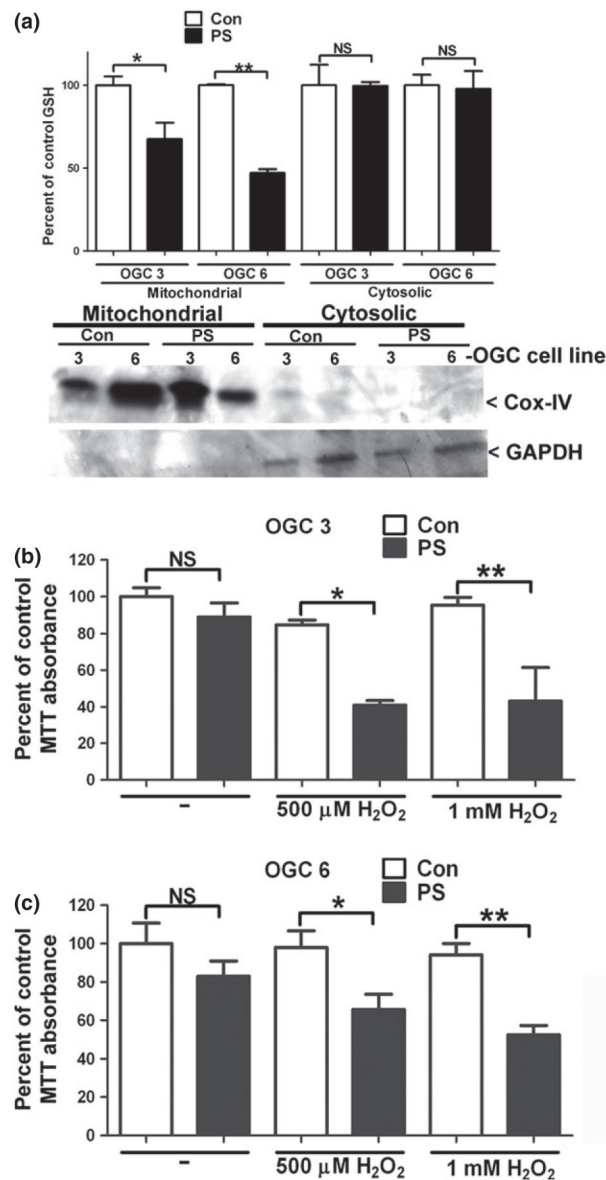 (a)
Con
PS
Percent of control GSH
100
50
0
*
**
NS
NS
OGC 3
OGC 6
OGC 3
OGC 6
Mitochondrial
Cytosolic
Mitochondrial
Cytosolic
Con
PS
Con
PS
3 6 3 6 3 6 3 6 -OGC cell line
< Cox-IV
< GAPDH
(b)
OGC 3
Con
PS
Percent of control
MTT absorbance
120
100
80
60
40
20
0
NS
*
**
–
500 µM H₂O₂
1 mM H₂O₂
(c)
OGC 6
Con
PS
Percent of control
MTT absorbance
120
100
80
60
40
20
0
NS
*
**
–
500 µM H₂O₂
1 mM H₂O₂